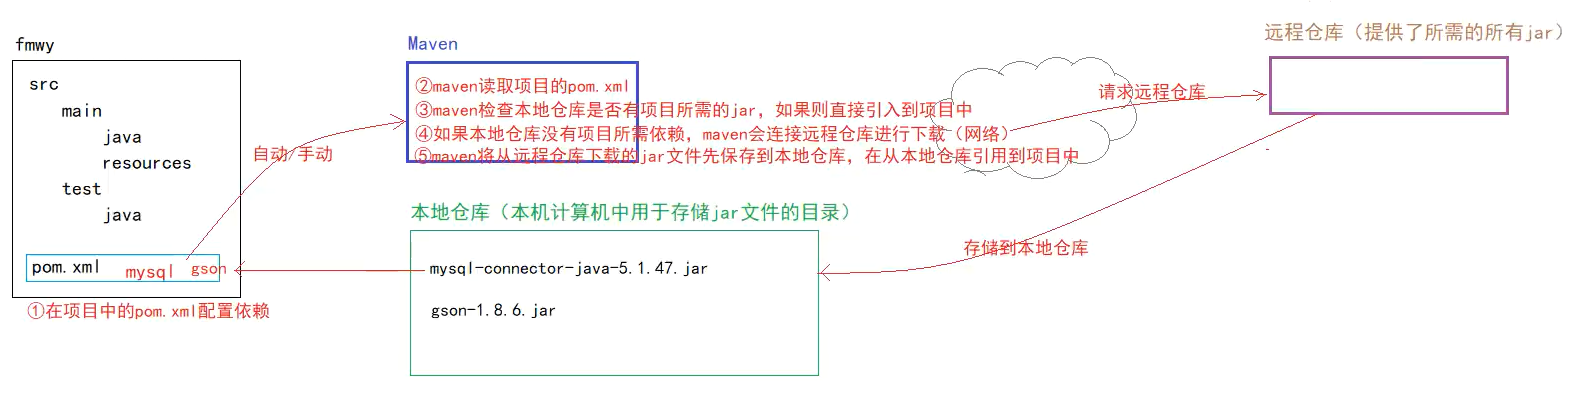 fmwy
src
main
java
resources
test
java
pom.xml mysql gson
①在项目中的pom.xml配置依赖
自动/手动
Maven
②maven读取项目的pom.xml
③maven检查本地仓库是否有项目所需的jar，如果则直接引入到项目中
④如果本地仓库没有项目所需依赖，maven会连接远程仓库进行下载（网络）
⑤maven将从远程仓库下载的jar文件先保存到本地仓库，在从本地仓库引用到项目中
本地仓库（本机计算机中用于存储jar文件的目录）
mysql-connector-java-5.1.47.jar
gson-1.8.6.jar
请求远程仓库
远程仓库（提供了所需的所有jar）
存储到本地仓库